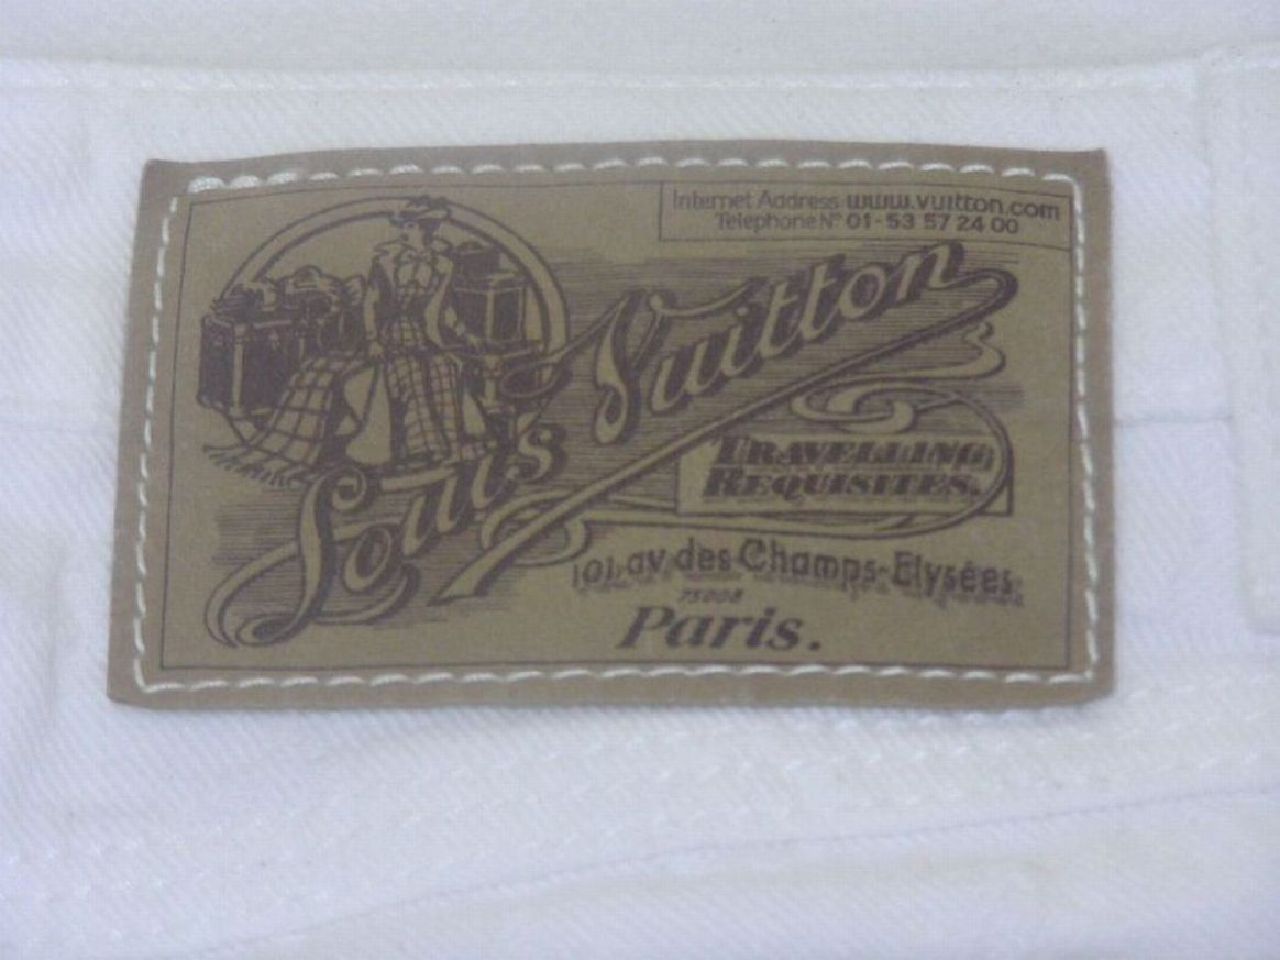 Internet Address www.vuitton.com
Telephone Nº 01-53 57 24 00
Louis Vuitton
TRAVELLING
REQUISITES.
101, av des Champs-Elysées.
75008
Paris.